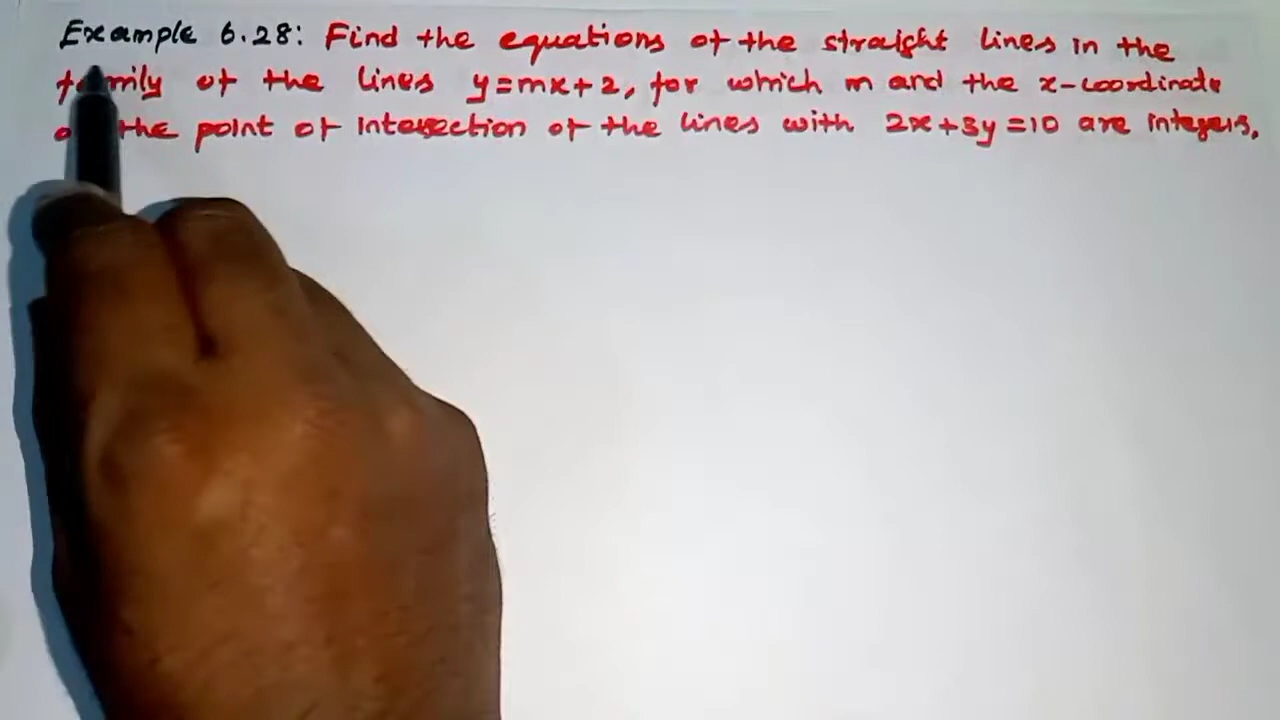 Example 6.28: Find the equations of the straight lines in the
family of the lines y=mx+2, for which m and the x-coordinate
the point of intersection of the lines with 2x+3y=10 are integers.